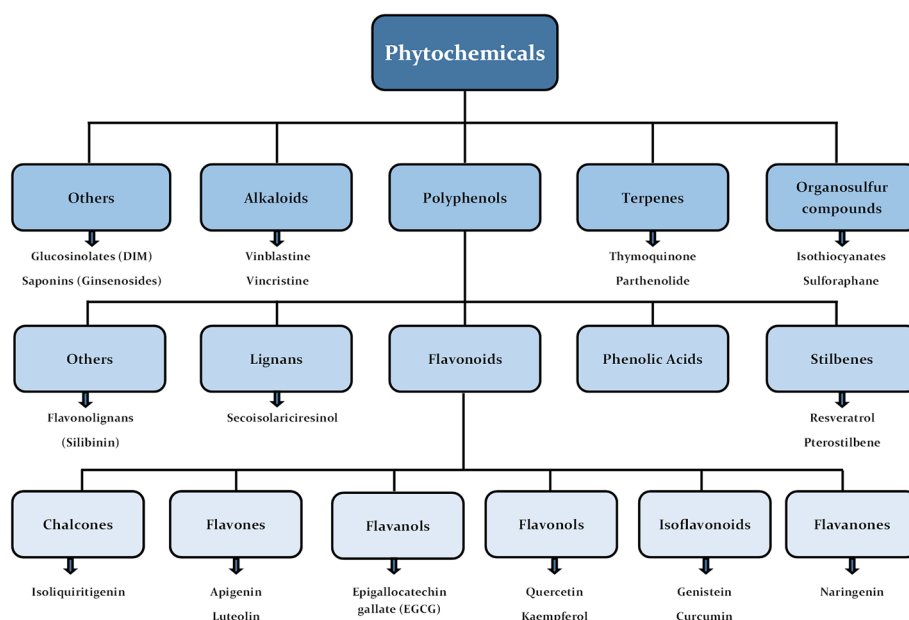 Phytochemicals
Others
Alkaloids
Polyphenols
Terpenes
Organosulfur
compounds
Glucosinolates (DIM)
Saponins (Ginsenosides)
Vinblastine
Vincristine
Thymoquinone
Parthenolide
Isothiocyanates
Sulforaphane
Others
Lignans
Flavonoids
Phenolic Acids
Stilbenes
Flavonolignans
(Silibinin)
Secoisolariciresinol
Resveratrol
Pterostilbene
Chalcones
Flavones
Flavanols
Flavonols
Isoflavonoids
Flavanones
Isoliquiritigenin
Apigenin
Luteolin
Epigallocatechin
gallate (EGCG)
Quercetin
Kaempferol
Genistein
Curcumin
Naringenin